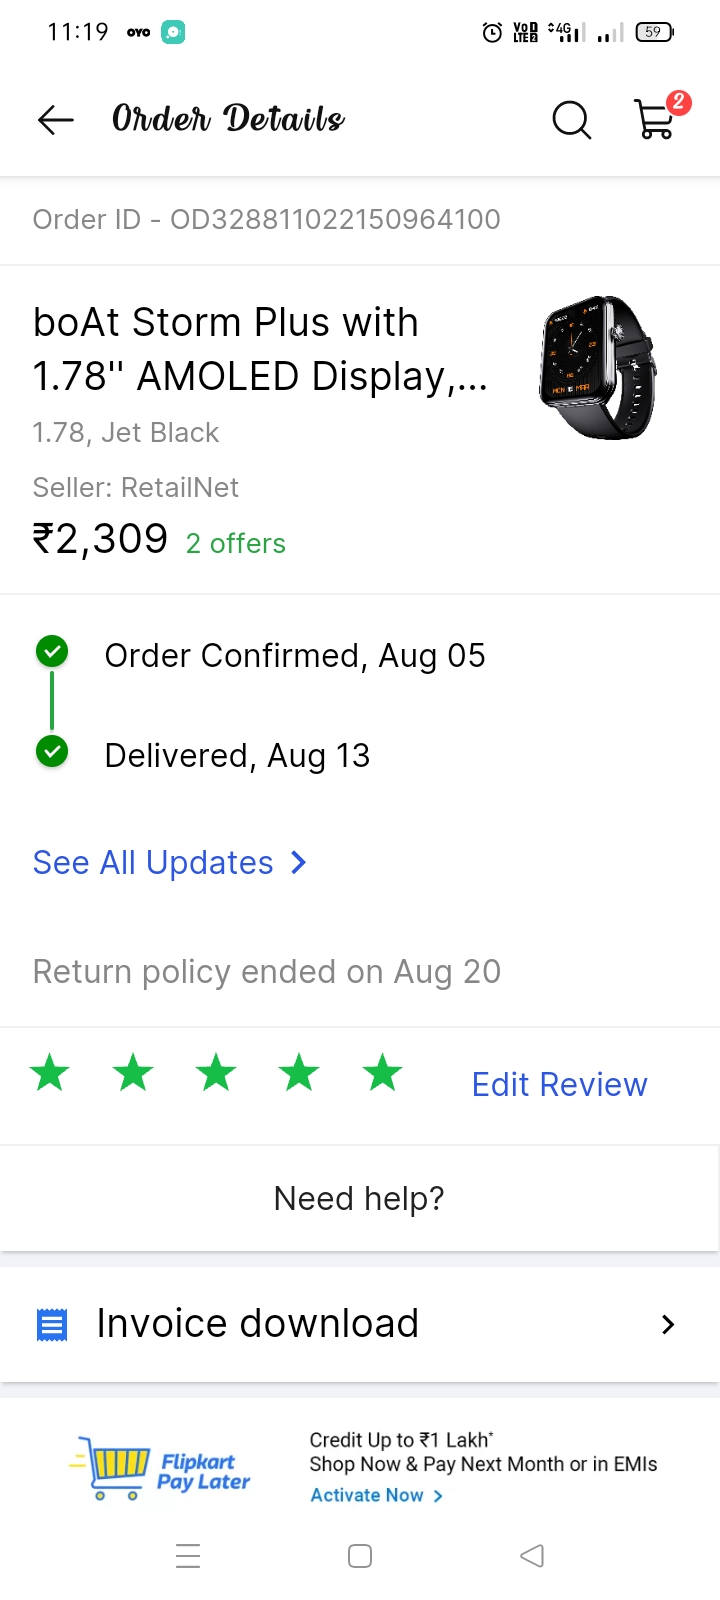 11:19 OYO VoD LTE2 4G 59
Order Details 2
Order ID - OD328811022150964100
boAt Storm Plus with
1.78" AMOLED Display,...
1.78, Jet Black
Seller: RetailNet
₹2,309 2 offers
Order Confirmed, Aug 05
Delivered, Aug 13
See All Updates
Return policy ended on Aug 20
Edit Review
Need help?
Invoice download
Flipkart
Pay Later
Credit Up to ₹1 Lakh*
Shop Now & Pay Next Month or in EMIs
Activate Now